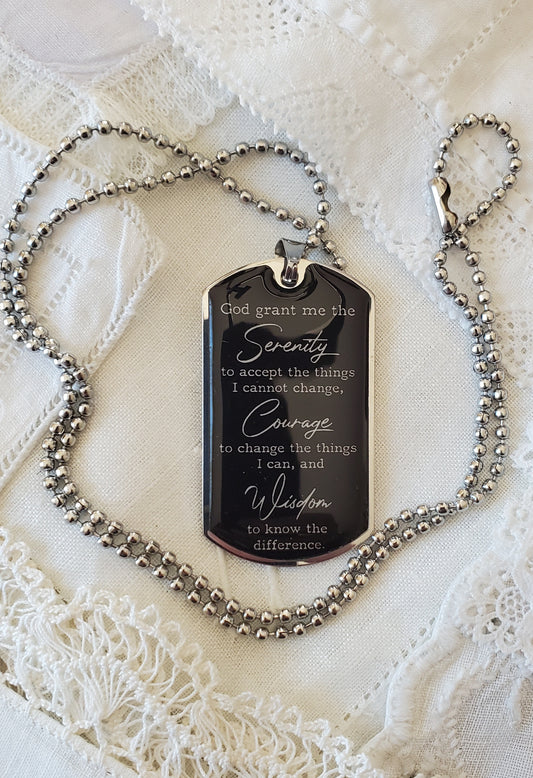 God grant me the
Serenity
to accept the things
I cannot change,
Courage
to change the things
I can, and
Wisdom
to know the
difference.